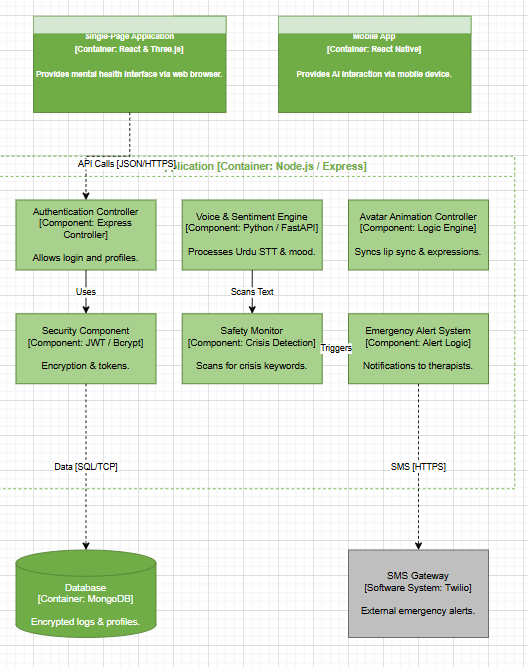 Single-Page Application
[Container: React & Three.js]
Provides mental health interface via web browser.
Mobile App
[Container: React Native]
Provides AI interaction via mobile device.
API Calls [JSON/HTTPS]
plication [Container: Node.js / Express]
Authentication Controller
[Component: Express
Controller]
Allows login and profiles.
Voice & Sentiment Engine
[Component: Python / FastAPI]
Processes Urdu STT & mood.
Avatar Animation Controller
[Component: Logic Engine]
Syncs lip sync & expressions.
Uses
Scans Text
Security Component
[Component: JWT / Bcrypt]
Encryption & tokens.
Safety Monitor
[Component: Crisis Detection]
Scans for crisis keywords.
Triggers
Emergency Alert System
[Component: Alert Logic]
Notifications to therapists.
Data [SQL/TCP]
SMS [HTTPS]
Database
[Container: MongoDB]
Encrypted logs & profiles.
SMS Gateway
[Software System: Twilio]
External emergency alerts.